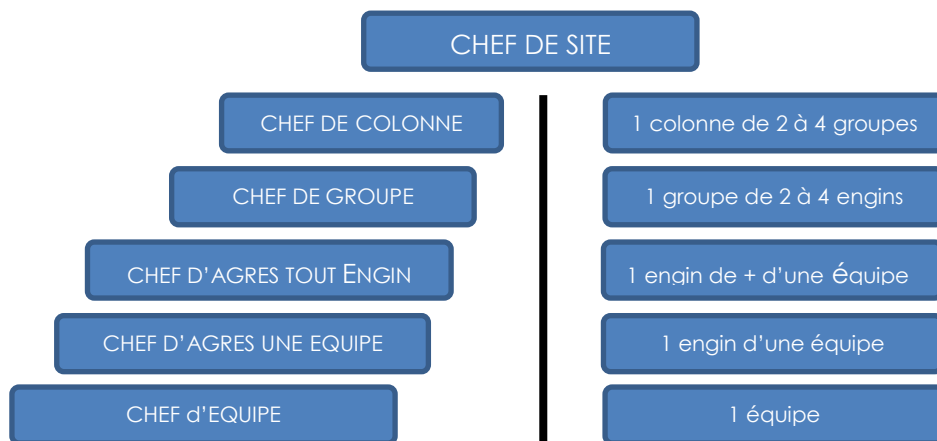 CHEF DE SITE
CHEF DE COLONNE
1 colonne de 2 à 4 groupes
CHEF DE GROUPE
1 groupe de 2 à 4 engins
CHEF D’AGRES TOUT ENGIN
1 engin de + d’une équipe
CHEF D’AGRES UNE EQUIPE
1 engin d’une équipe
CHEF d’EQUIPE
1 équipe